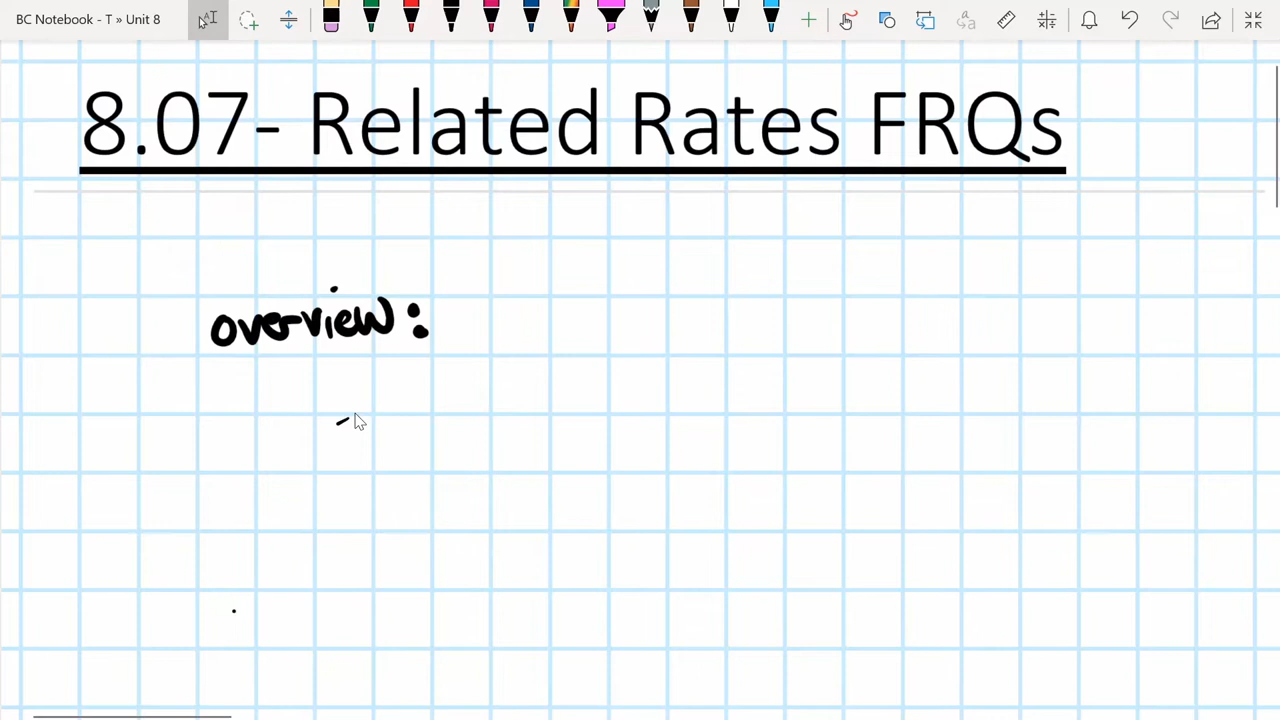 BC Notebook - T » Unit 8
8.07- Related Rates FRQs
overview:
-